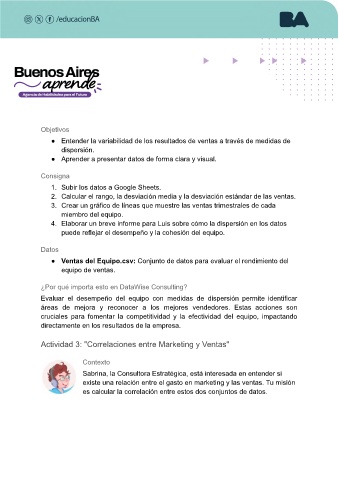 /educacionBA
BA
Buenos Aires
aprende
Agencia de Habilidades para el Futuro
Objetivos
● Entender la variabilidad de los resultados de ventas a través de medidas de
dispersión.
● Aprender a presentar datos de forma clara y visual.
Consigna
1. Subir los datos a Google Sheets.
2. Calcular el rango, la desviación media y la desviación estándar de las ventas.
3. Crear un gráfico de líneas que muestre las ventas trimestrales de cada
miembro del equipo.
4. Elaborar un breve informe para Luis sobre cómo la dispersión en los datos
puede reflejar el desempeño y la cohesión del equipo.
Datos
● Ventas del Equipo.csv: Conjunto de datos para evaluar el rendimiento del
equipo de ventas.
¿Por qué importa esto en DataWise Consulting?
Evaluar el desempeño del equipo con medidas de dispersión permite identificar
áreas de mejora y reconocer a los mejores vendedores. Estas acciones son
cruciales para fomentar la competitividad y la efectividad del equipo, impactando
directamente en los resultados de la empresa.
Actividad 3: "Correlaciones entre Marketing y Ventas"
Contexto
Sabrina, la Consultora Estratégica, está interesada en entender si
existe una relación entre el gasto en marketing y las ventas. Tu misión
es calcular la correlación entre estos dos conjuntos de datos.